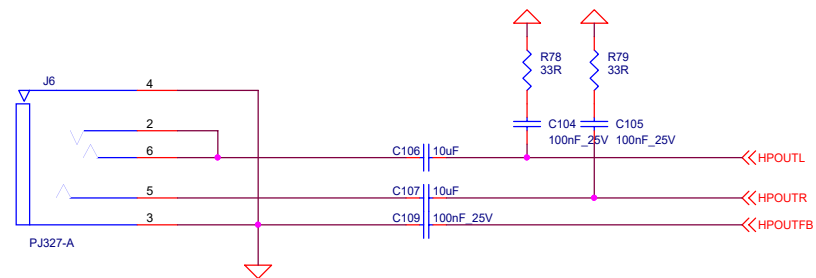 R78
33R
R79
33R
J6
4
2
6
5
3
C104
100nF_25V
C105
100nF_25V
C106
10uF
HPOUTL
C107
10uF
HPOUTR
C109
100nF_25V
HPOUTFB
PJ327-A